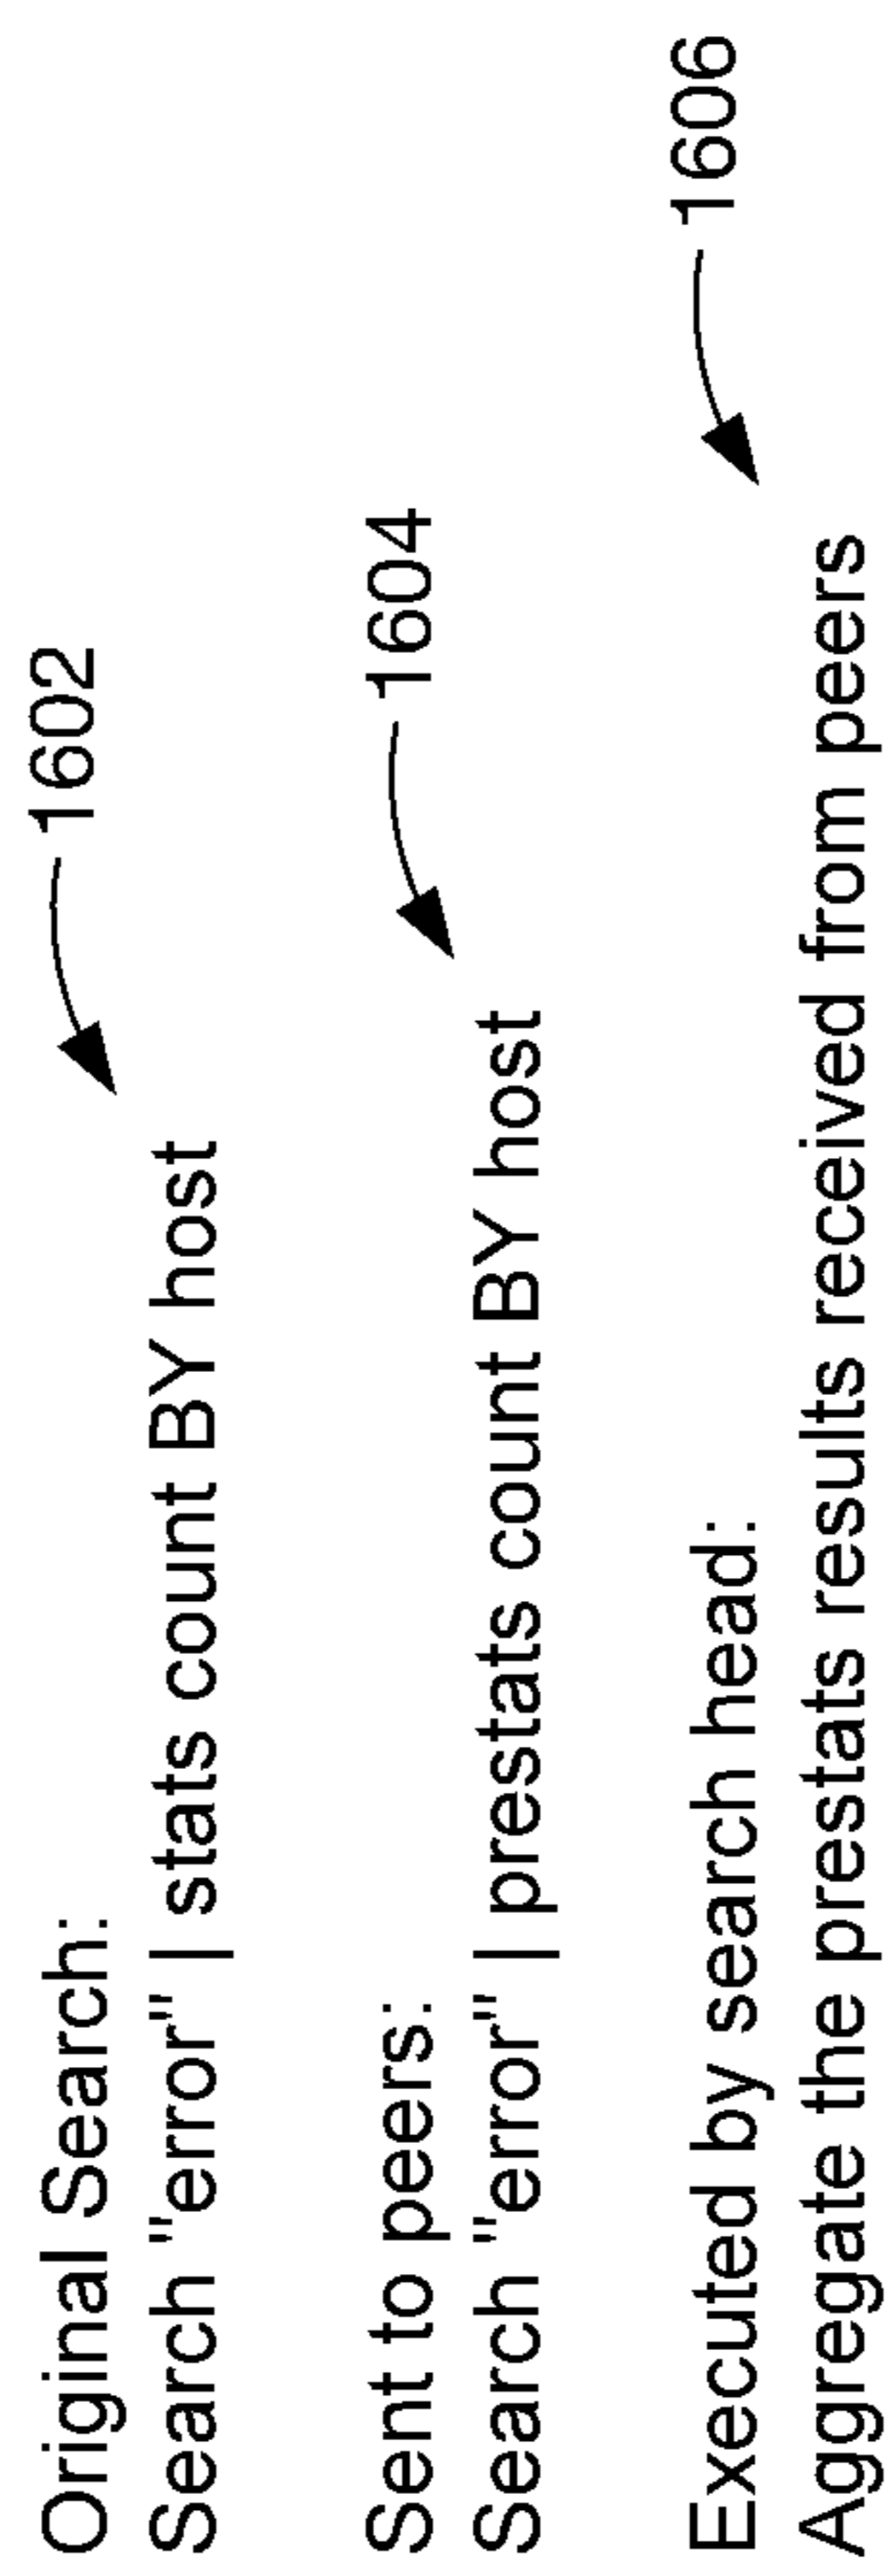 Original Search:
1602
Search "error" | stats count BY host
Sent to peers:
1604
Search "error" | prestats count BY host
Executed by search head:
1606
Aggregate the prestats results received from peers